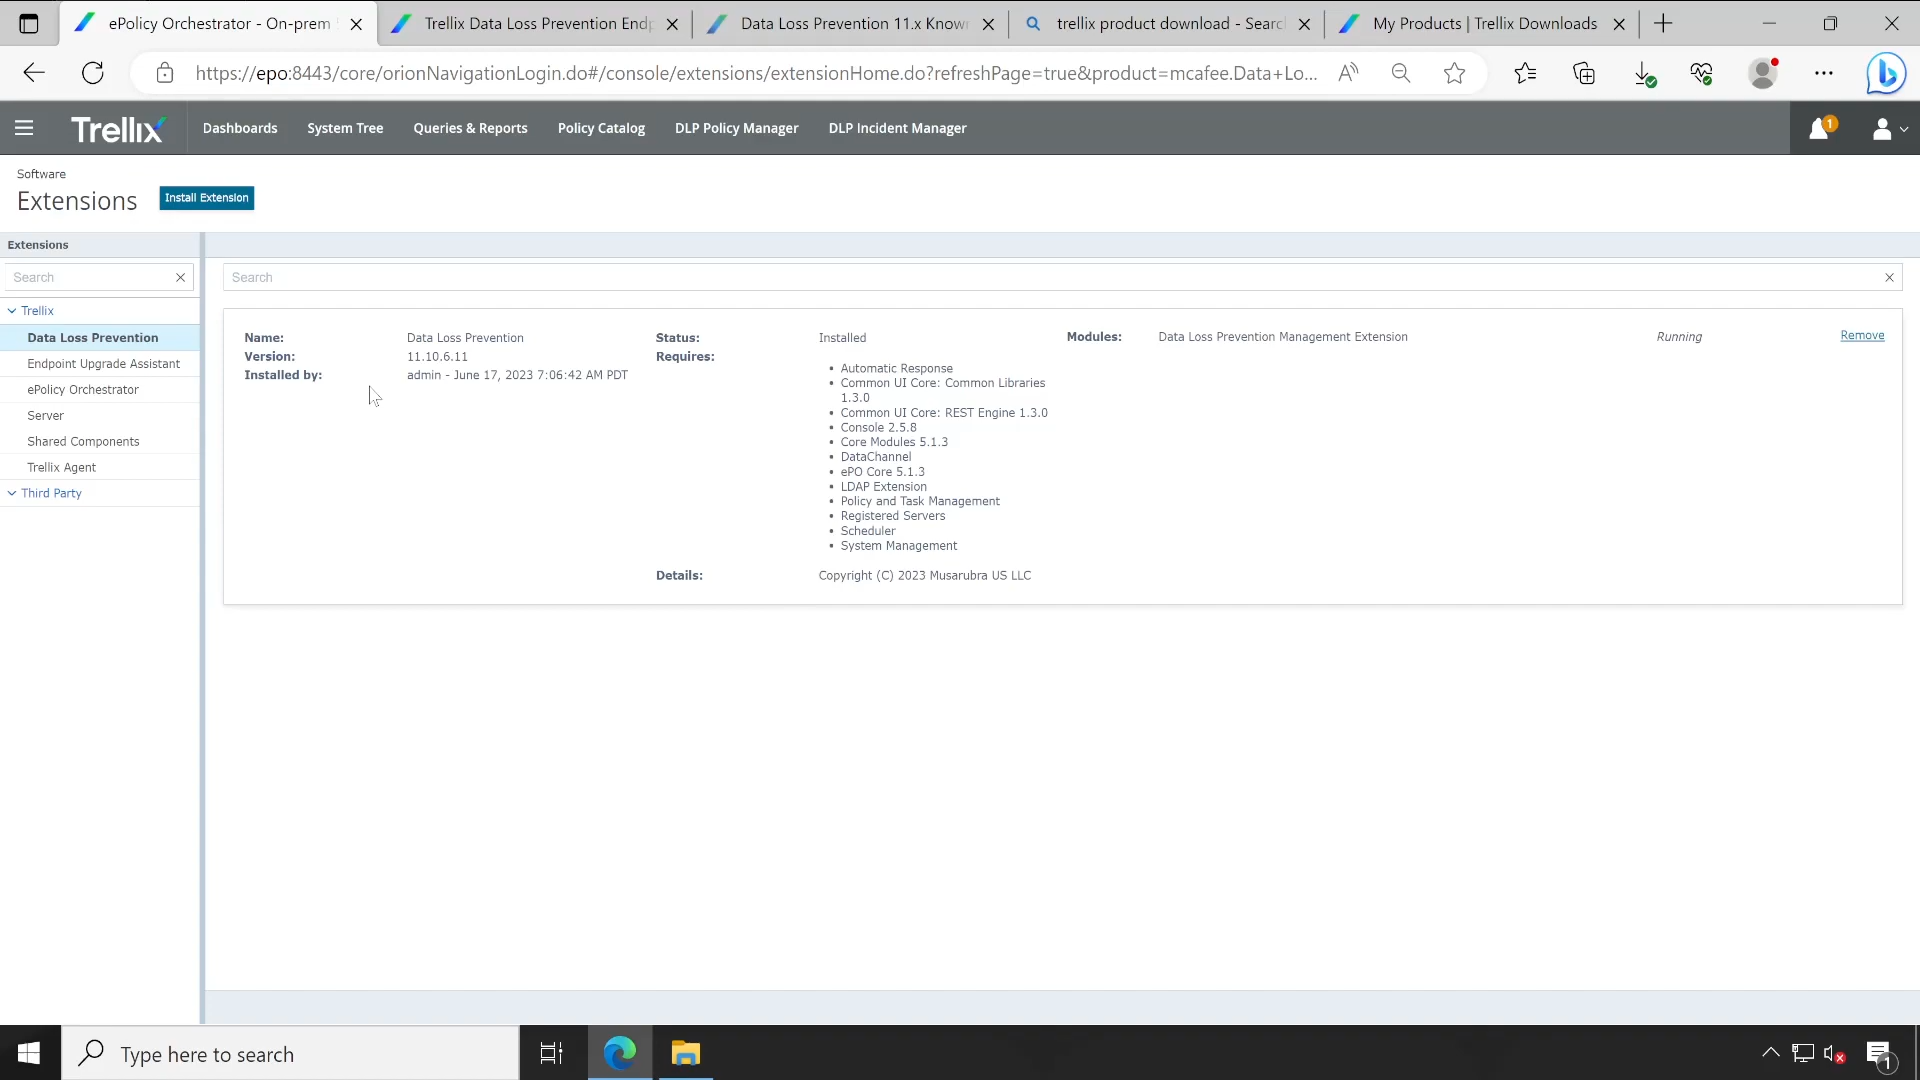 ePolicy Orchestrator - On-prem
Trellix Data Loss Prevention Endp
Data Loss Prevention 11.x Know
trellix product download - Searc
My Products | Trellix Downloads
https://epo:8443/core/orionNavigationLogin.do#/console/extensions/extensionHome.do?refreshPage=true&product=mcafee.Data+Lo...
Trellix
Dashboards
System Tree
Queries & Reports
Policy Catalog
DLP Policy Manager
DLP Incident Manager
1
Software
Extensions
Install Extension
Extensions
Search
Search
Trellix
Data Loss Prevention
Endpoint Upgrade Assistant
ePolicy Orchestrator
Server
Shared Components
Trellix Agent
Third Party
Name: Data Loss Prevention
Version: 11.10.6.11
Installed by: admin - June 17, 2023 7:06:42 AM PDT
Status: Installed
Requires:
• Automatic Response
• Common UI Core: Common Libraries
1.3.0
• Common UI Core: REST Engine 1.3.0
• Console 2.5.8
• Core Modules 5.1.3
• DataChannel
• ePO Core 5.1.3
• LDAP Extension
• Policy and Task Management
• Registered Servers
• Scheduler
• System Management
Details: Copyright (C) 2023 Musarubra US LLC
Modules: Data Loss Prevention Management Extension Running Remove
Type here to search
1